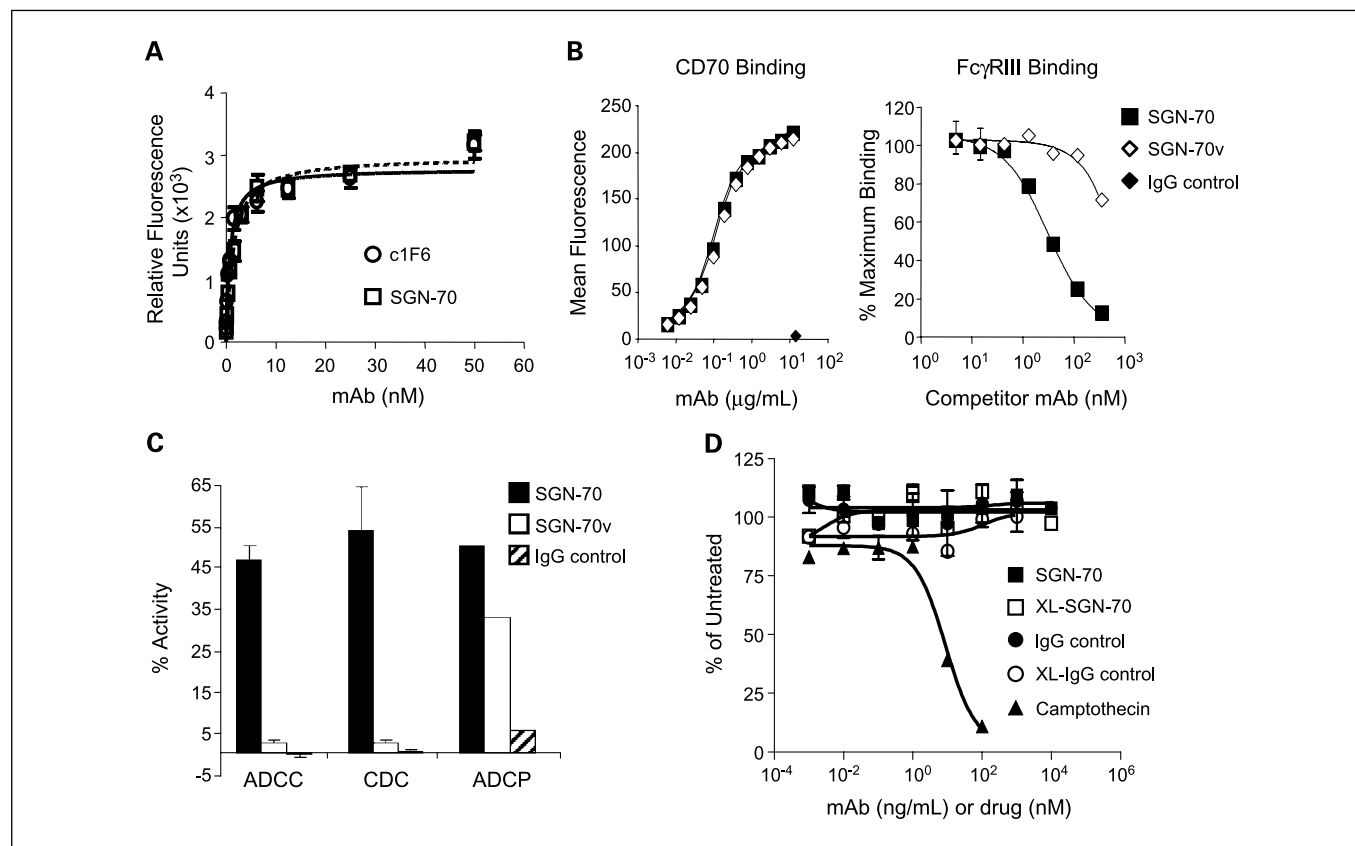 A
Relative Fluorescence
Units (x10³)
4
3
2
1
0
0 10 20 30 40 50 60
mAb (nM)
c1F6
SGN-70
B
CD70 Binding
Mean Fluorescence
250
200
150
100
50
0
10⁻³ 10⁻² 10⁻¹ 10⁰ 10¹ 10²
mAb (μg/mL)
FcγRIII Binding
% Maximum Binding
120
100
80
60
40
20
0
10⁰ 10¹ 10⁰ 10² 10³
Competitor mAb (nM)
SGN-70
SGN-70v
IgG control
C
% Activity
65
55
45
35
25
15
5
-5
ADCC CDC ADCP
SGN-70
SGN-70v
IgG control
D
% of Untreated
125
100
75
50
25
0
10⁻⁴ 10⁻² 10⁰ 10² 10⁴ 10⁶
mAb (ng/mL) or drug (nM)
SGN-70
XL-SGN-70
IgG control
XL-IgG control
Camptothecin